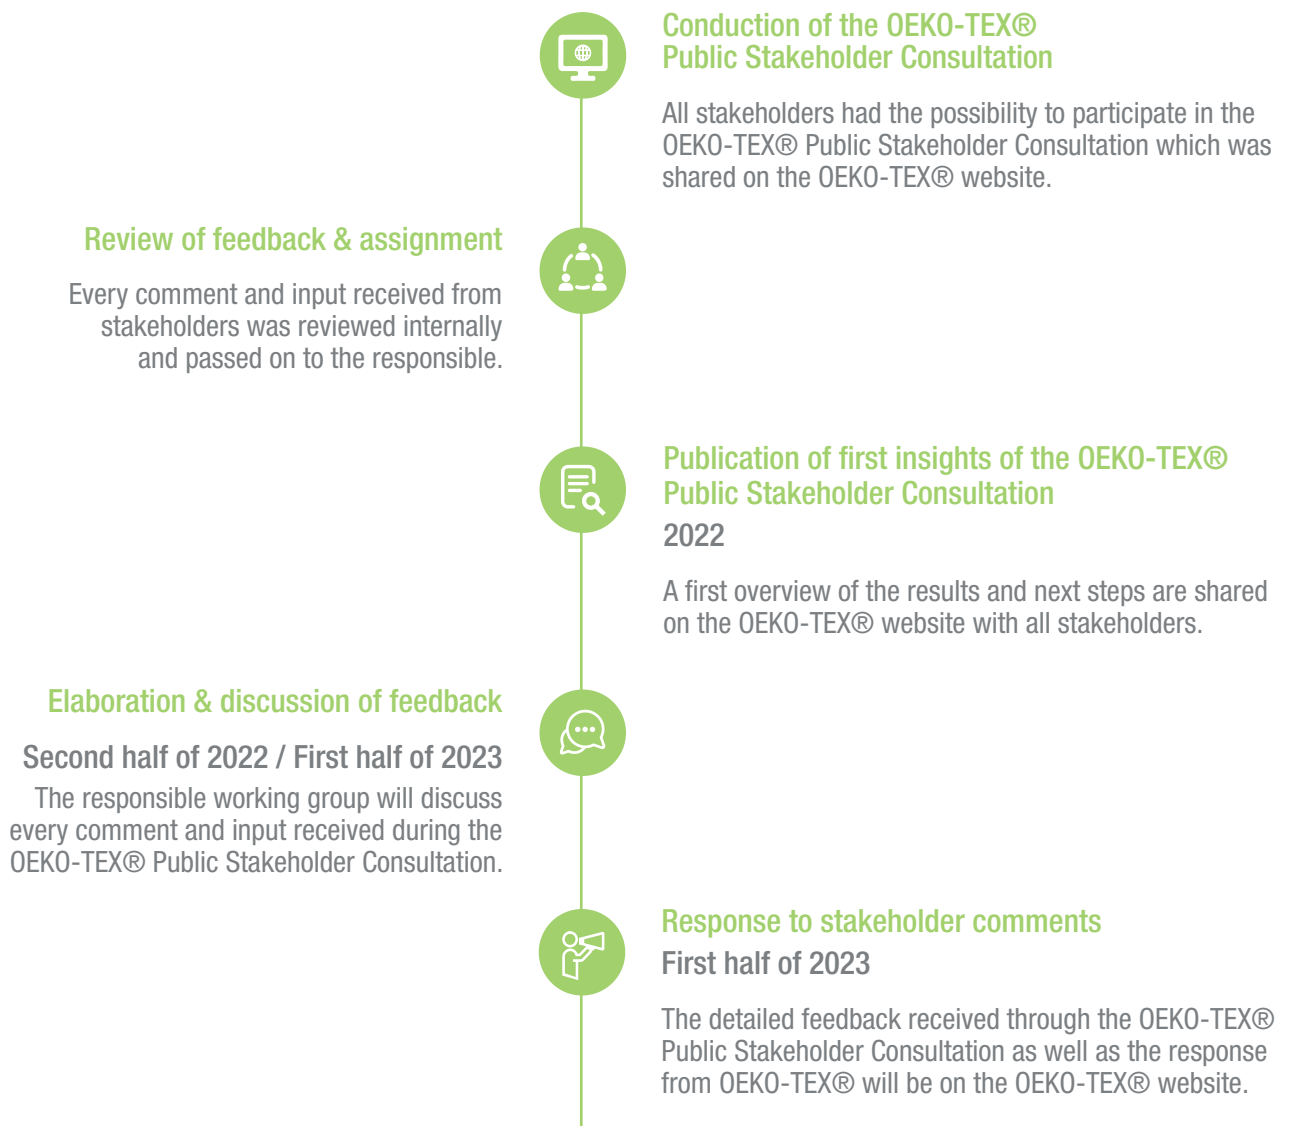 Conduction of the OEKO-TEX®
Public Stakeholder Consultation
All stakeholders had the possibility to participate in the
OEKO-TEX® Public Stakeholder Consultation which was
shared on the OEKO-TEX® website.
Review of feedback & assignment
Every comment and input received from
stakeholders was reviewed internally
and passed on to the responsible.
Publication of first insights of the OEKO-TEX®
Public Stakeholder Consultation
2022
A first overview of the results and next steps are shared
on the OEKO-TEX® website with all stakeholders.
Elaboration & discussion of feedback
Second half of 2022 / First half of 2023
The responsible working group will discuss
every comment and input received during the
OEKO-TEX® Public Stakeholder Consultation.
Response to stakeholder comments
First half of 2023
The detailed feedback received through the OEKO-TEX®
Public Stakeholder Consultation as well as the response
from OEKO-TEX® will be on the OEKO-TEX® website.